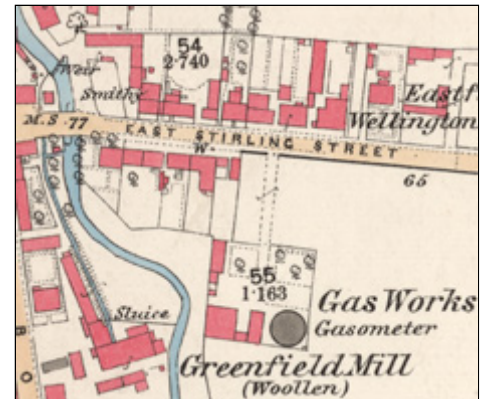 54
2·740
Weir
Smithy
Eastf
Wellington
M.S.77
EAST STIRLING STREET
W.
65
55
1·163
Gas Works
Gasometer
Sluice
Greenfield Mill
(Woollen)
B
O